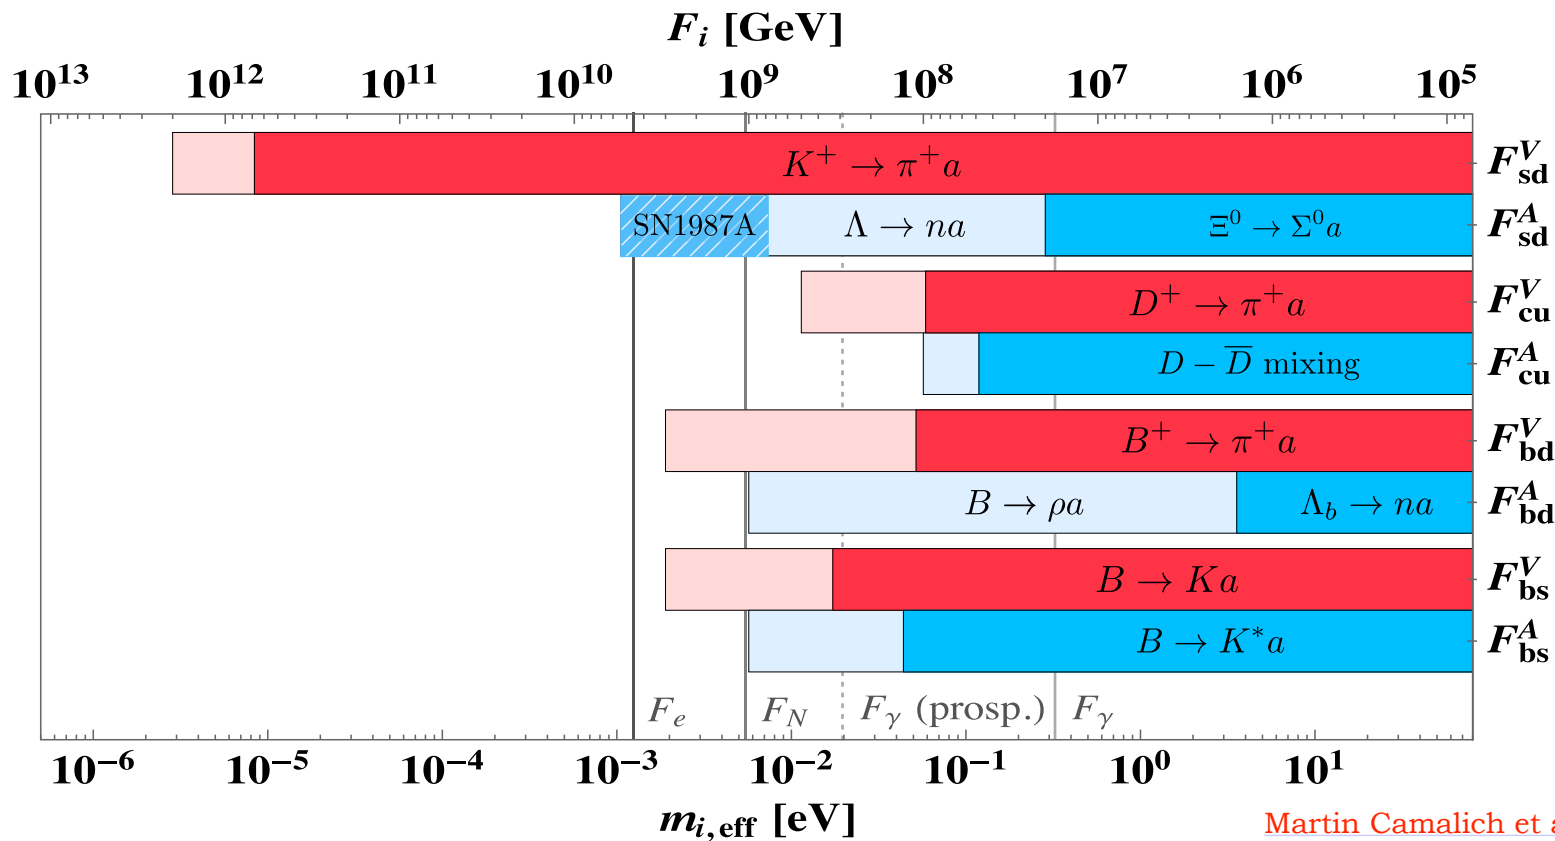 F_i [GeV]
10^13 10^12 10^11 10^10 10^9 10^8 10^7 10^6 10^5
K^+ → π^+ a F^V_sd
SN1987A Λ → na Ξ^0 → Σ^0 a F^A_sd
D^+ → π^+ a F^V_cu
D − D̅ mixing F^A_cu
B^+ → π^+ a F^V_bd
B → ρa Λ_b → na F^A_bd
B → Ka F^V_bs
B → K^* a F^A_bs
F_e F_N F_γ (prosp.) F_γ
10^−6 10^−5 10^−4 10^−3 10^−2 10^−1 10^0 10^1
m_i,eff [eV]
Martin Camalich et a